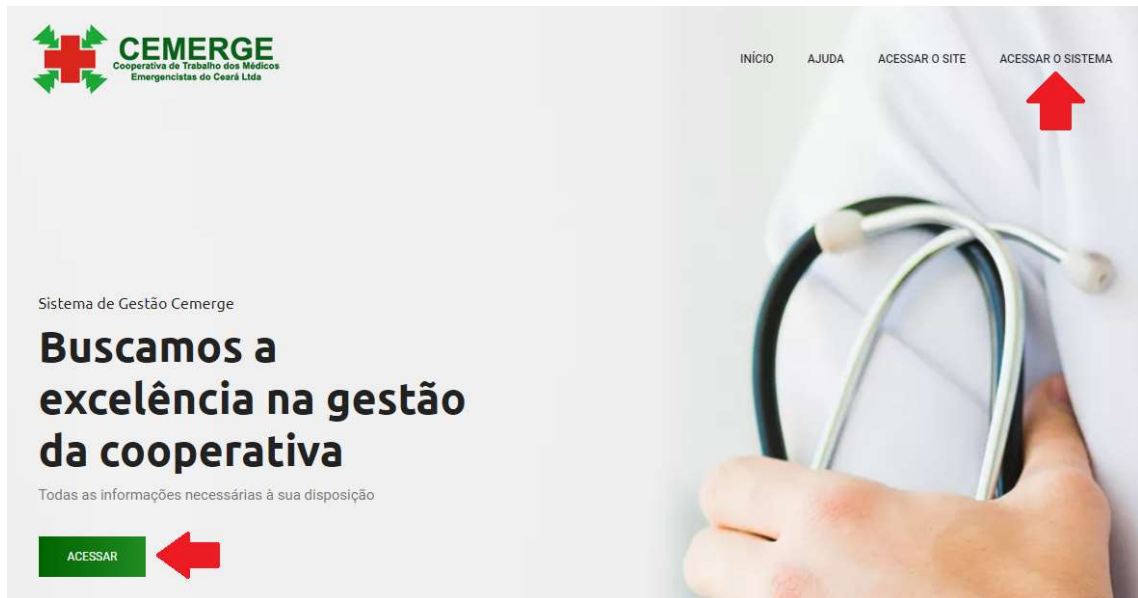 CEMERGE
Cooperativa de Trabalho dos Médicos
Emergencistas do Ceará Ltda
INÍCIO
AJUDA
ACESSAR O SITE
ACESSAR O SISTEMA
Sistema de Gestão Cemerge
Buscamos a
excelência na gestão
da cooperativa
Todas as informações necessárias à sua disposição
ACESSAR